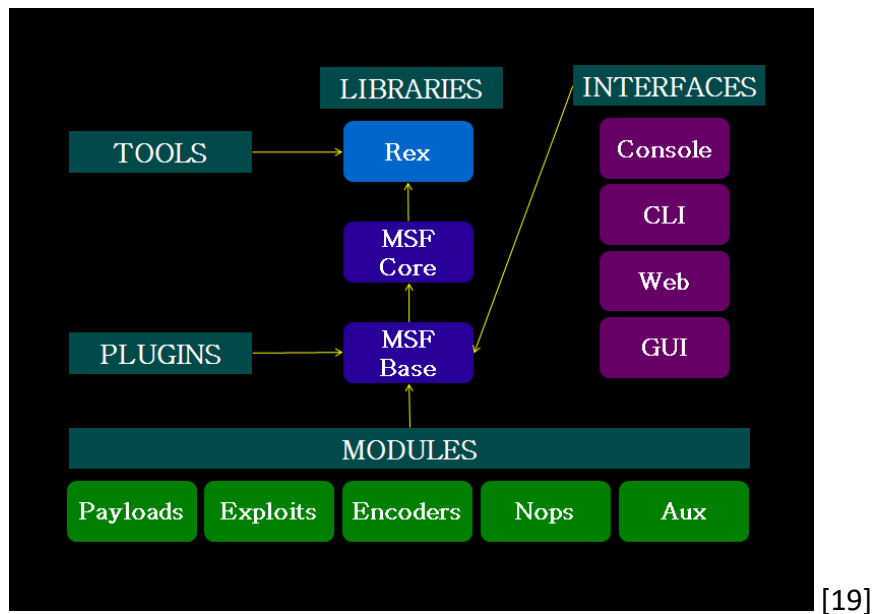 LIBRARIES
INTERFACES
TOOLS
Rex
Console
MSF
Core
CLI
Web
PLUGINS
MSF
Base
GUI
MODULES
Payloads
Exploits
Encoders
Nops
Aux
[19]